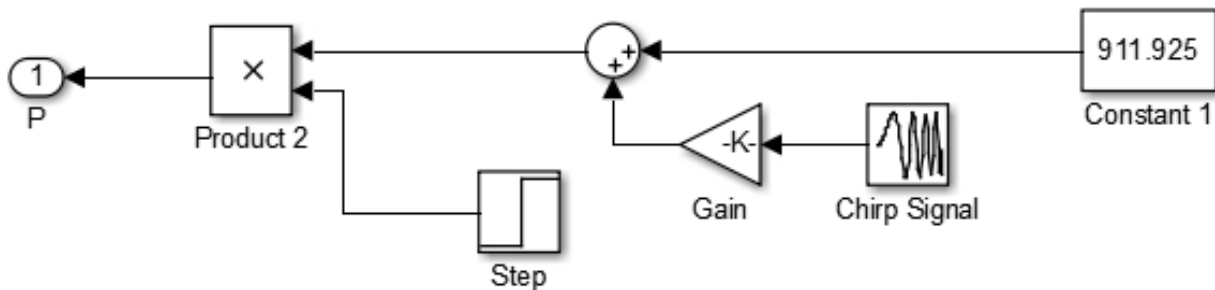 911.925
Constant 1
+
+
×
1
P
Product 2
-K-
Gain
Chirp Signal
Step